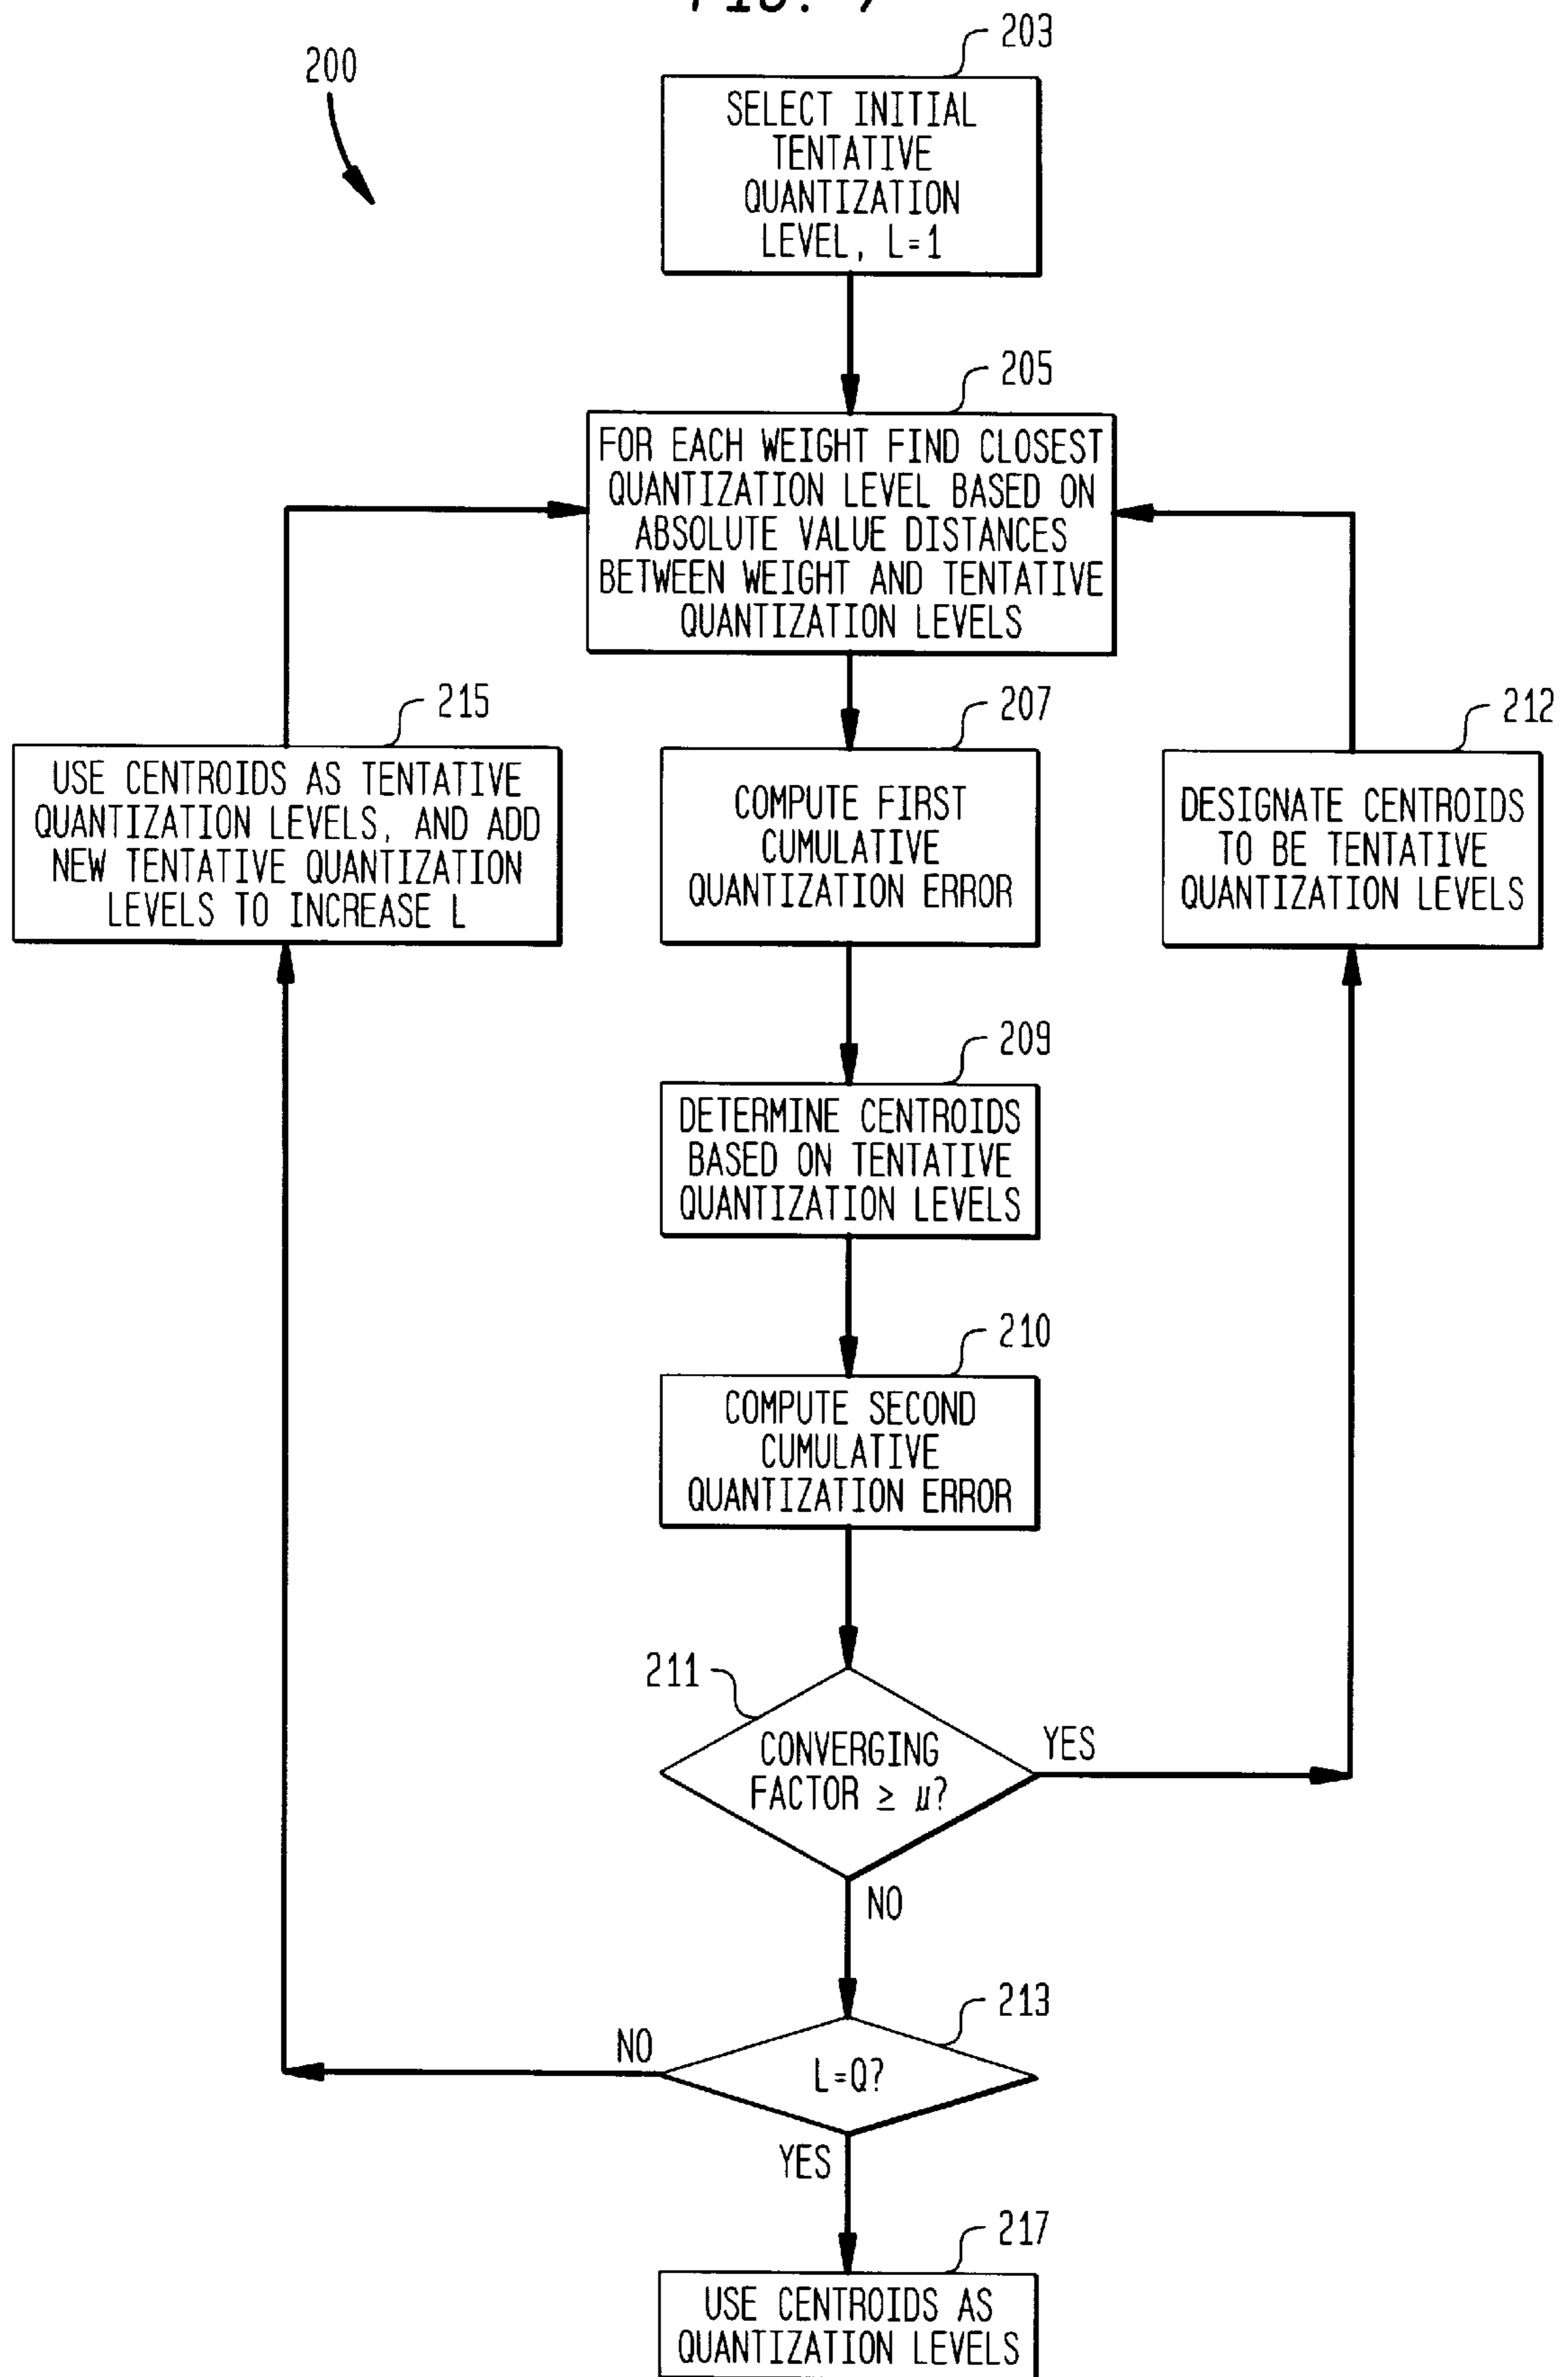 200
203
SELECT INITIAL
TENTATIVE
QUANTIZATION
LEVEL, L=1
205
FOR EACH WEIGHT FIND CLOSEST
QUANTIZATION LEVEL BASED ON
ABSOLUTE VALUE DISTANCES
BETWEEN WEIGHT AND TENTATIVE
QUANTIZATION LEVELS
215
USE CENTROIDS AS TENTATIVE
QUANTIZATION LEVELS, AND ADD
NEW TENTATIVE QUANTIZATION
LEVELS TO INCREASE L
207
COMPUTE FIRST
CUMULATIVE
QUANTIZATION ERROR
212
DESIGNATE CENTROIDS
TO BE TENTATIVE
QUANTIZATION LEVELS
209
DETERMINE CENTROIDS
BASED ON TENTATIVE
QUANTIZATION LEVELS
210
COMPUTE SECOND
CUMULATIVE
QUANTIZATION ERROR
211
CONVERGING
FACTOR ≥ μ?
YES
NO
213
L=Q?
NO
YES
217
USE CENTROIDS AS
QUANTIZATION LEVELS